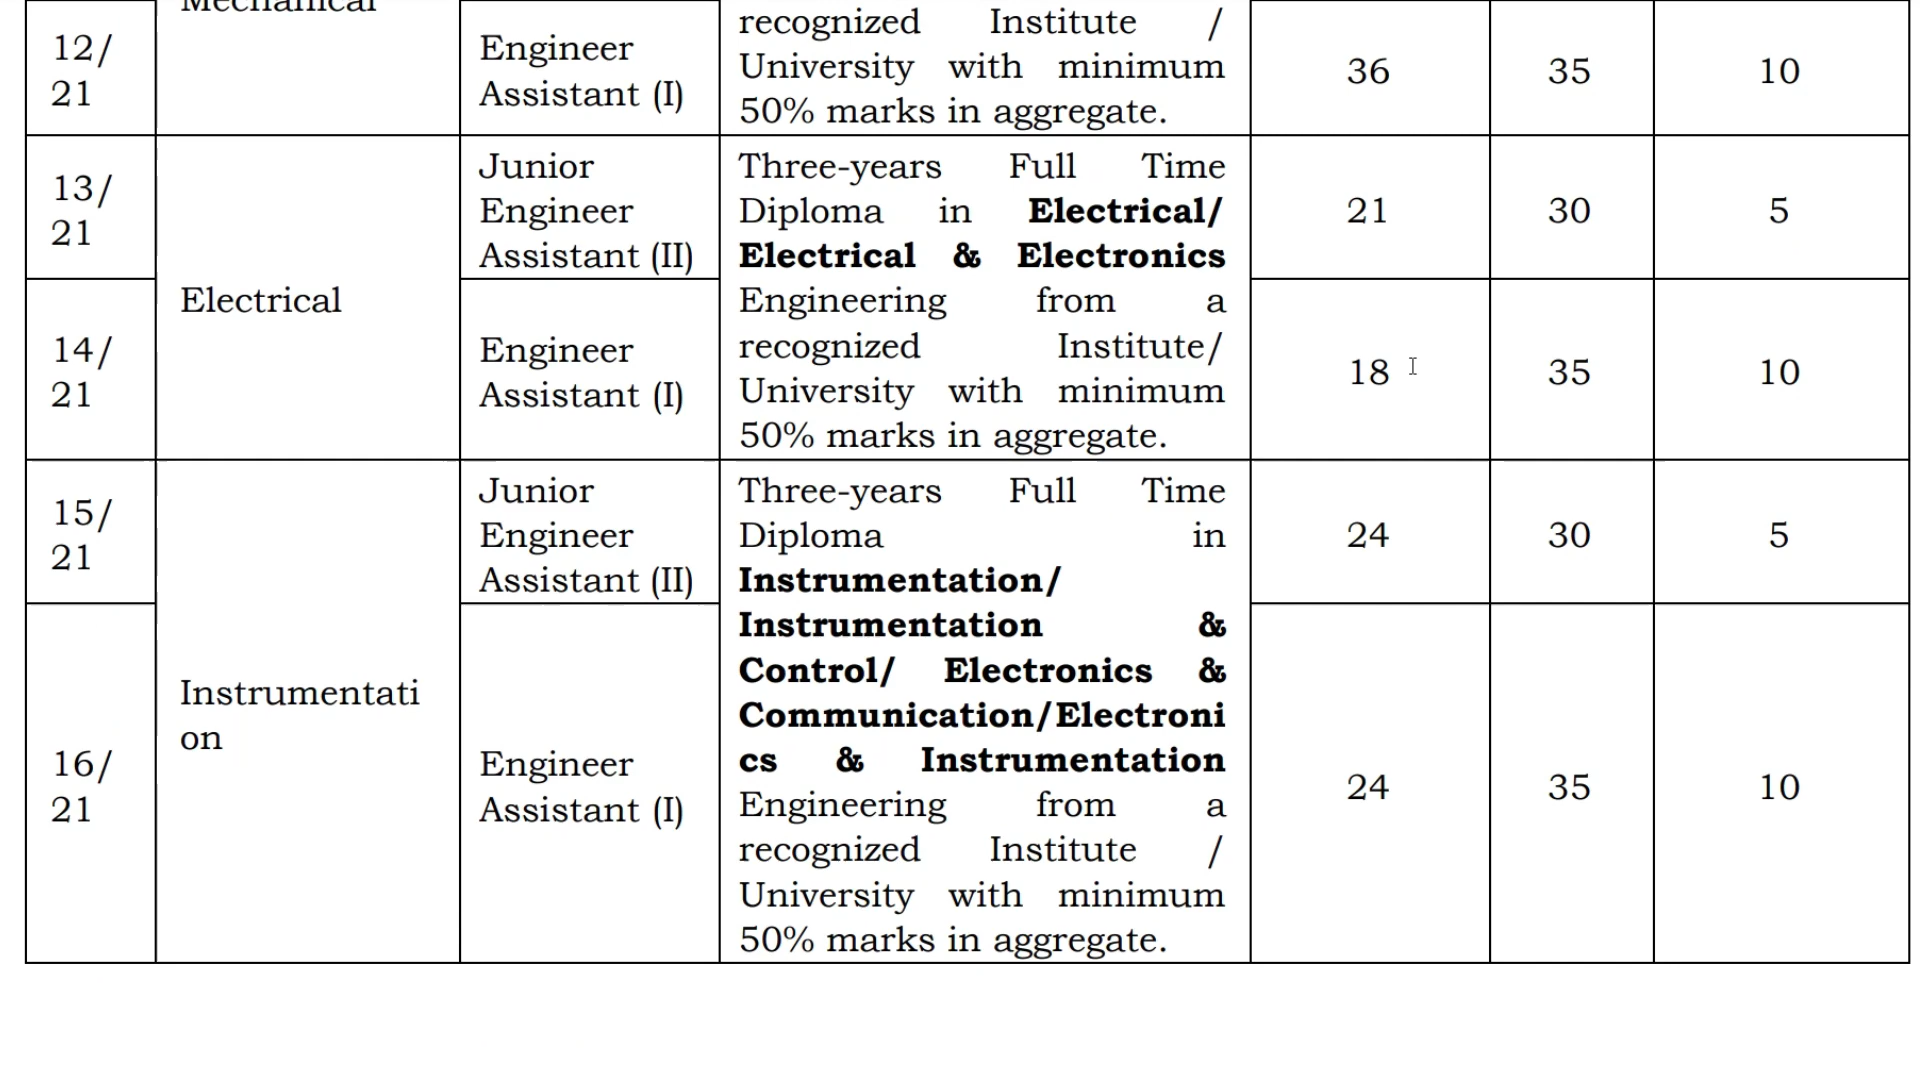 Mechanical
12/
21
Engineer
Assistant (I)
recognized Institute /
University with minimum
50% marks in aggregate.
36
35
10
13/
21
Electrical
Junior
Engineer
Assistant (II)
Three-years Full Time
Diploma in Electrical/
Electrical & Electronics
Engineering from a
recognized Institute/
University with minimum
50% marks in aggregate.
21
30
5
14/
21
Engineer
Assistant (I)
18
35
10
15/
21
Instrumentati
on
Junior
Engineer
Assistant (II)
Three-years Full Time
Diploma in
Instrumentation/
Instrumentation &
Control/ Electronics &
Communication/Electroni
cs & Instrumentation
Engineering from a
recognized Institute /
University with minimum
50% marks in aggregate.
24
30
5
16/
21
Engineer
Assistant (I)
24
35
10